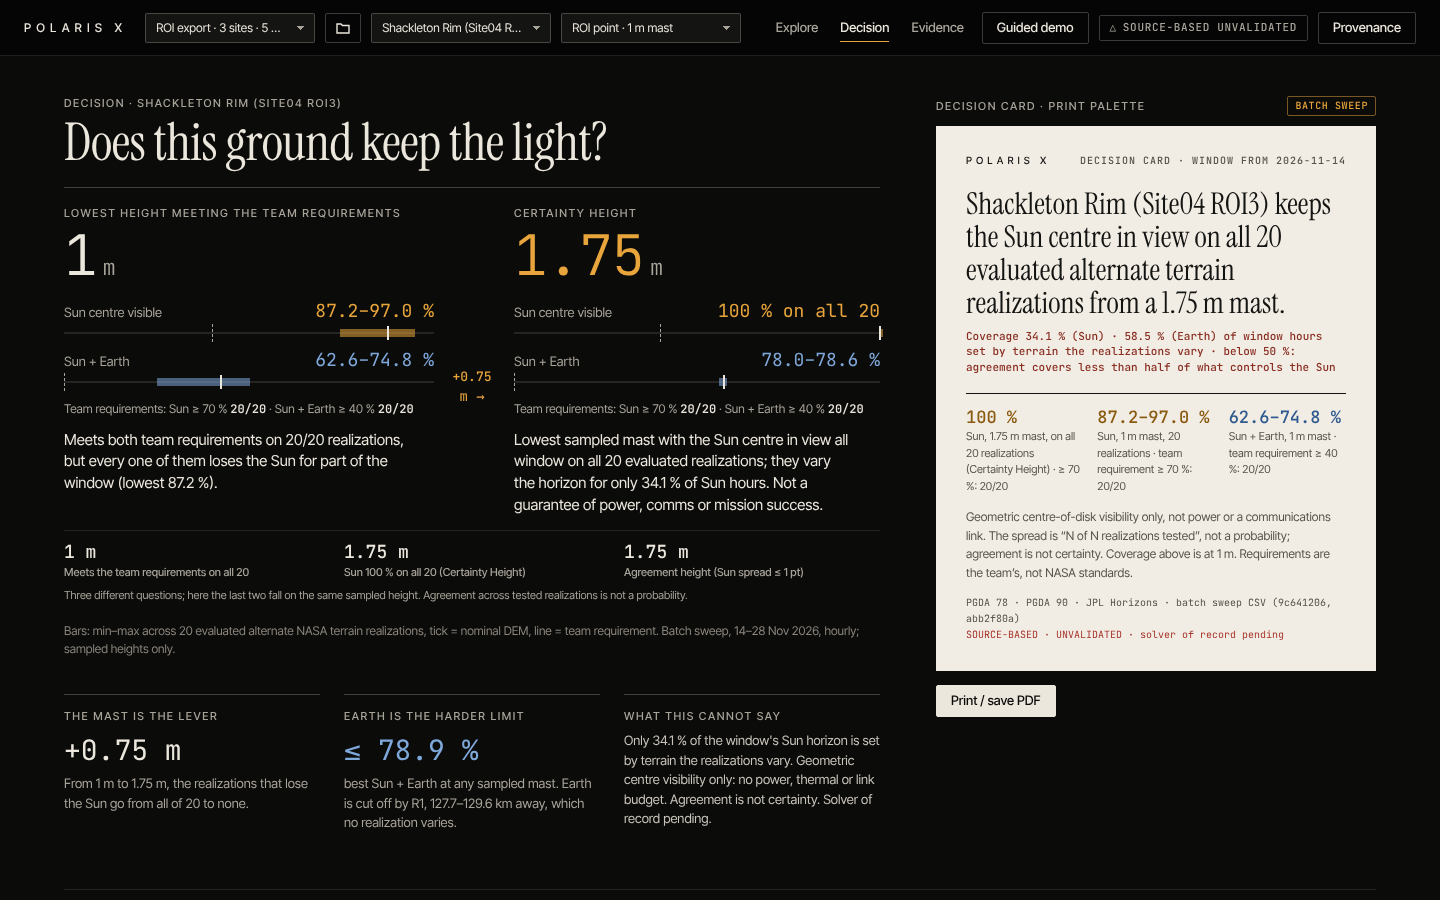 POLARIS X
ROI export · 3 sites · 5 ...
Shackleton Rim (Site04 R...
ROI point · 1 m mast
Explore
Decision
Evidence
Guided demo
△ SOURCE-BASED UNVALIDATED
Provenance
DECISION · SHACKLETON RIM (SITE04 ROI3)
Does this ground keep the light?
LOWEST HEIGHT MEETING THE TEAM REQUIREMENTS
1 m
Sun centre visible 87.2–97.0 %
Sun + Earth 62.6–74.8 %
Team requirements: Sun ≥ 70 % 20/20 · Sun + Earth ≥ 40 % 20/20
Meets both team requirements on 20/20 realizations,
but every one of them loses the Sun for part of the
window (lowest 87.2 %).
+0.75
m →
CERTAINTY HEIGHT
1.75 m
Sun centre visible 100 % on all 20
Sun + Earth 78.0–78.6 %
Team requirements: Sun ≥ 70 % 20/20 · Sun + Earth ≥ 40 % 20/20
Lowest sampled mast with the Sun centre in view all
window on all 20 evaluated realizations; they vary
the horizon for only 34.1 % of Sun hours. Not a
guarantee of power, comms or mission success.
1 m
Meets the team requirements on all 20
1.75 m
Sun 100 % on all 20 (Certainty Height)
1.75 m
Agreement height (Sun spread ≤ 1 pt)
Three different questions; here the last two fall on the same sampled height. Agreement across tested realizations is not a probability.
Bars: min–max across 20 evaluated alternate NASA terrain realizations, tick = nominal DEM, line = team requirement. Batch sweep, 14–28 Nov 2026, hourly;
sampled heights only.
THE MAST IS THE LEVER
+0.75 m
From 1 m to 1.75 m, the realizations that lose
the Sun go from all of 20 to none.
EARTH IS THE HARDER LIMIT
≤ 78.9 %
best Sun + Earth at any sampled mast. Earth
is cut off by R1, 127.7–129.6 km away, which
no realization varies.
WHAT THIS CANNOT SAY
Only 34.1 % of the window's Sun horizon is set
by terrain the realizations vary. Geometric
centre visibility only: no power, thermal or link
budget. Agreement is not certainty. Solver of
record pending.
DECISION CARD · PRINT PALETTE
BATCH SWEEP
POLARIS X
DECISION CARD · WINDOW FROM 2026-11-14
Shackleton Rim (Site04 ROI3) keeps
the Sun centre in view on all 20
evaluated alternate terrain
realizations from a 1.75 m mast.
Coverage 34.1 % (Sun) · 58.5 % (Earth) of window hours
set by terrain the realizations vary · below 50 %:
agreement covers less than half of what controls the Sun
100 %
Sun, 1.75 m mast, on all
20 realizations
(Certainty Height) · ≥ 70
%: 20/20
87.2–97.0 %
Sun, 1 m mast, 20
realizations · team
requirement ≥ 70 %:
20/20
62.6–74.8 %
Sun + Earth, 1 m mast ·
team requirement ≥ 40
%: 20/20
Geometric centre-of-disk visibility only, not power or a communications
link. The spread is “N of N realizations tested”, not a probability;
agreement is not certainty. Coverage above is at 1 m. Requirements are
the team's, not NASA standards.
PGDA 78 · PGDA 90 · JPL Horizons · batch sweep CSV (9c641206,
abb2f80a)
SOURCE-BASED · UNVALIDATED · solver of record pending
Print / save PDF